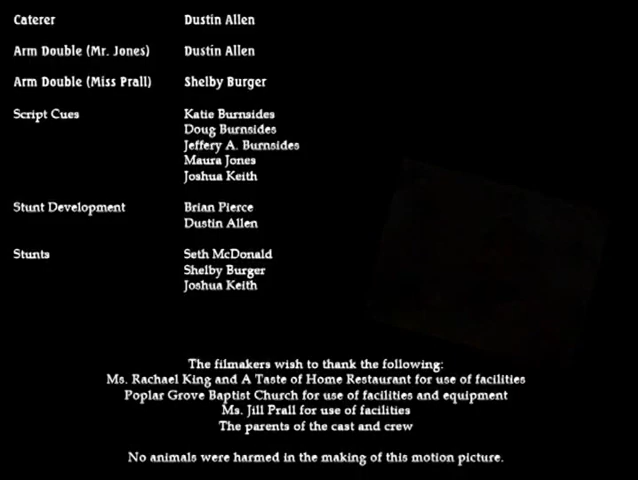 Caterer Dustin Allen
Arm Double (Mr. Jones) Dustin Allen
Arm Double (Miss Prall) Shelby Burger
Script Cues Katie Burnsides
Doug Burnsides
Jeffery A. Burnsides
Maura Jones
Joshua Keith
Stunt Development Brian Pierce
Dustin Allen
Stunts Seth McDonald
Shelby Burger
Joshua Keith
The filmakers wish to thank the following:
Ms. Rachael King and A Taste of Home Restaurant for use of facilities
Poplar Grove Baptist Church for use of facilities and equipment
Ms. Jill Prall for use of facilities
The parents of the cast and crew
No animals were harmed in the making of this motion picture.